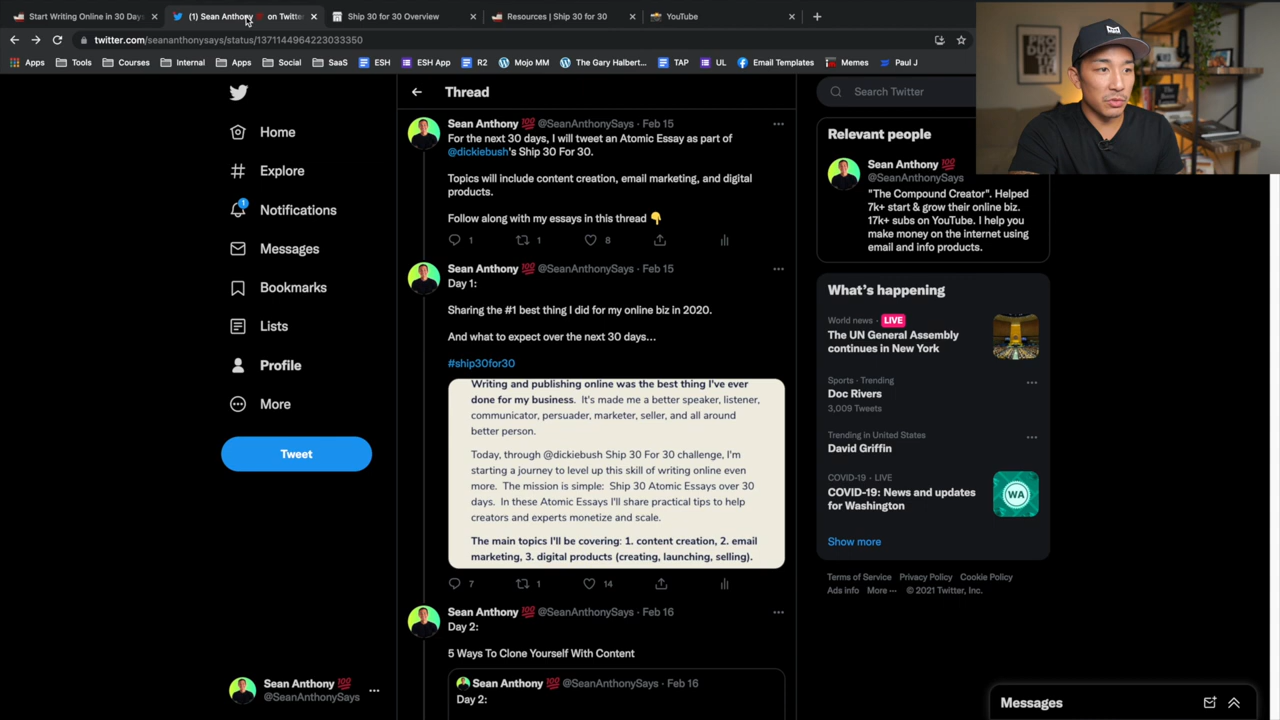 Start Writing Online in 30 Days
(1) Sean Anthony 💯 on Twitte
Ship 30 for 30 Overview
Resources | Ship 30 for 30
YouTube
twitter.com/seananthonysays/status/1371144964223033350
Apps
Tools
Courses
Internal
Apps
Social
SaaS
ESH
ESH App
R2
Mojo MM
The Gary Halbert...
TAP
UL
Email Templates
Memes
Paul J
PRO
DUC
Home
Explore
1
Notifications
Messages
Bookmarks
Lists
Profile
More
Tweet
Sean Anthony 💯
@SeanAnthonySays
Thread
Sean Anthony 💯 @SeanAnthonySays · Feb 15
For the next 30 days, I will tweet an Atomic Essay as part of
@dickiebush's Ship 30 For 30.
Topics will include content creation, email marketing, and digital
products.
Follow along with my essays in this thread 👇
1
1
8
Sean Anthony 💯 @SeanAnthonySays · Feb 15
Day 1:
Sharing the #1 best thing I did for my online biz in 2020.
And what to expect over the next 30 days...
#ship30for30
Writing and publishing online was the best thing I've ever
done for my business. It's made me a better speaker, listener,
communicator, persuader, marketer, seller, and all around
better person.
Today, through @dickiebush Ship 30 For 30 challenge, I'm
starting a journey to level up this skill of writing online even
more. The mission is simple: Ship 30 Atomic Essays over 30
days. In these Atomic Essays I'll share practical tips to help
creators and experts monetize and scale.
The main topics I'll be covering: 1. content creation, 2. email
marketing, 3. digital products (creating, launching, selling).
7
1
14
Sean Anthony 💯 @SeanAnthonySays · Feb 16
Day 2:
5 Ways To Clone Yourself With Content
Sean Anthony 💯 @SeanAnthonySays · Feb 16
Day 2:
Search Twitter
Relevant people
Sean Anthony 💯
@SeanAnthonySays
"The Compound Creator". Helped
7k+ start & grow their online biz.
17k+ subs on YouTube. I help you
make money on the internet using
email and info products.
What's happening
World news · LIVE
The UN General Assembly
continues in New York
Sports · Trending
Doc Rivers
3,009 Tweets
Trending in United States
David Griffin
COVID-19 · LIVE
COVID-19: News and updates
for Washington
WA
Show more
Terms of Service Privacy Policy Cookie Policy
Ads info More ··· © 2021 Twitter, Inc.
Messages